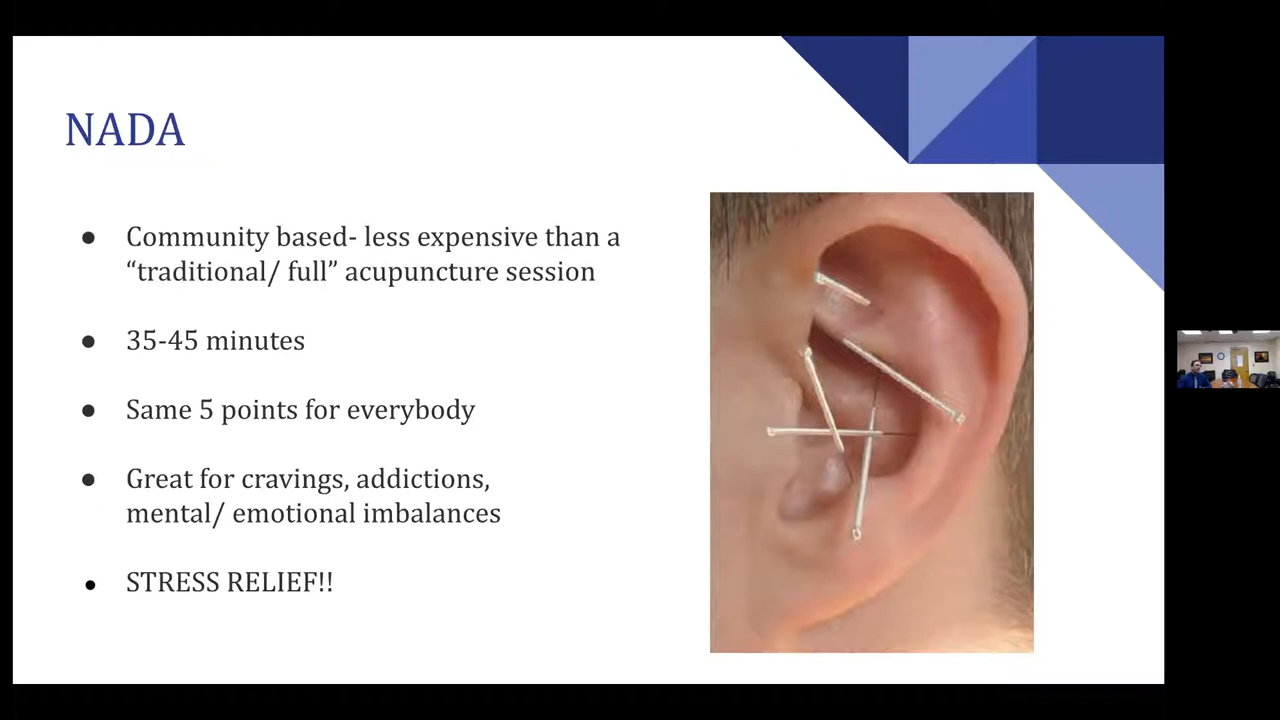 NADA
● Community based- less expensive than a
“traditional/ full” acupuncture session
● 35-45 minutes
● Same 5 points for everybody
● Great for cravings, addictions,
mental/ emotional imbalances
● STRESS RELIEF!!